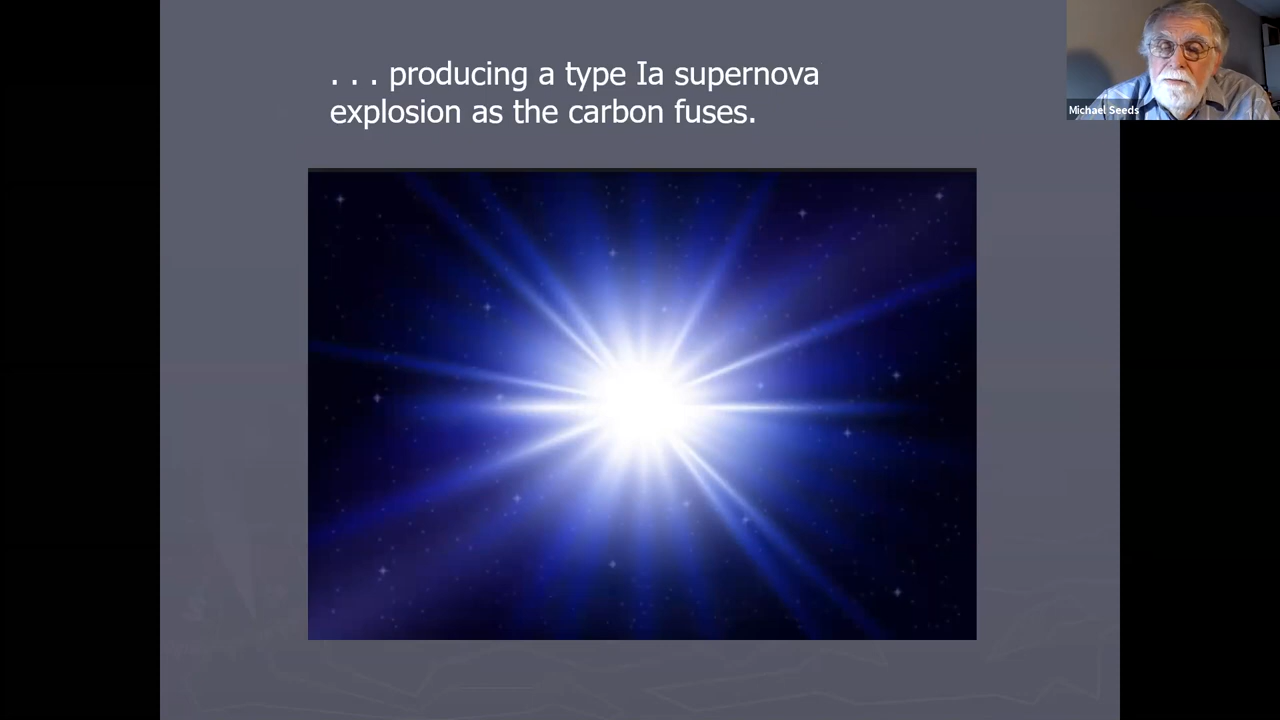 . . . producing a type Ia supernova
explosion as the carbon fuses.
Michael Seeds